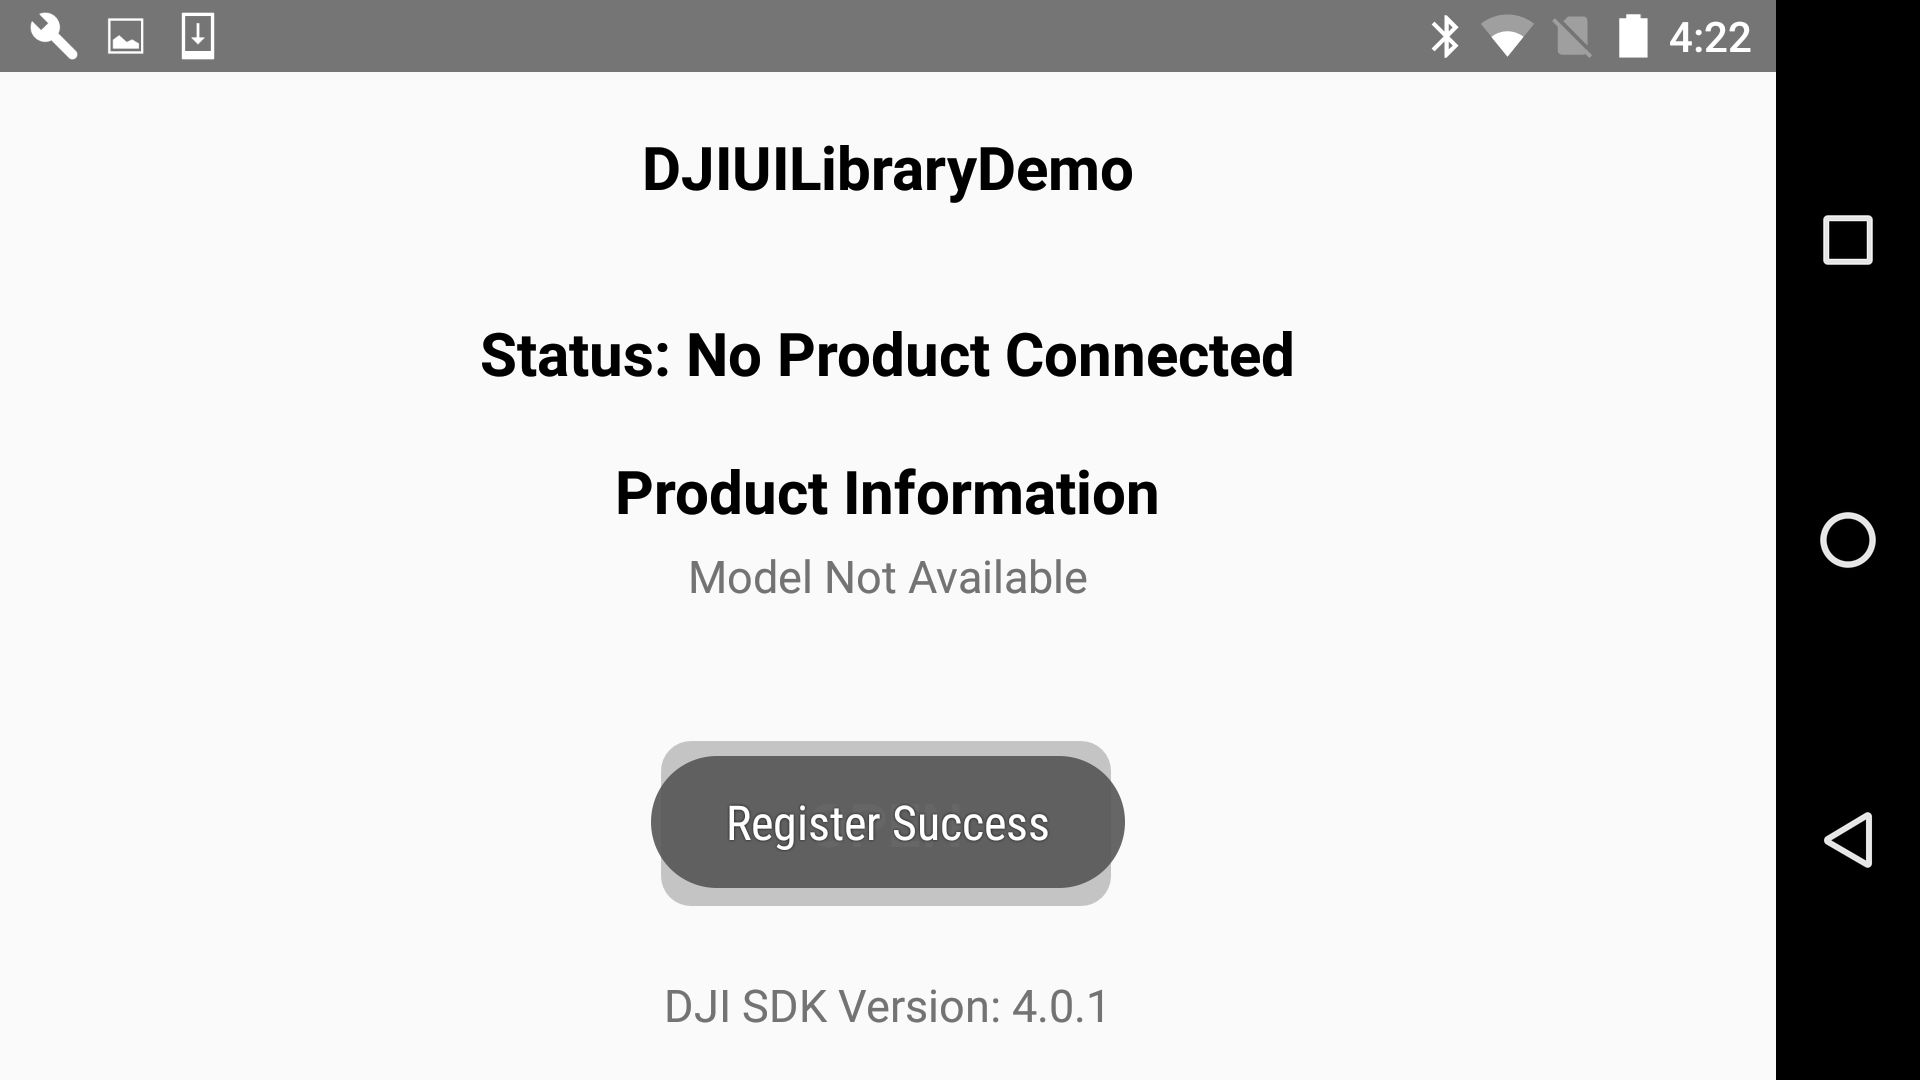 4:22
DJIUILibraryDemo
Status: No Product Connected
Product Information
Model Not Available
Register Success
DJI SDK Version: 4.0.1